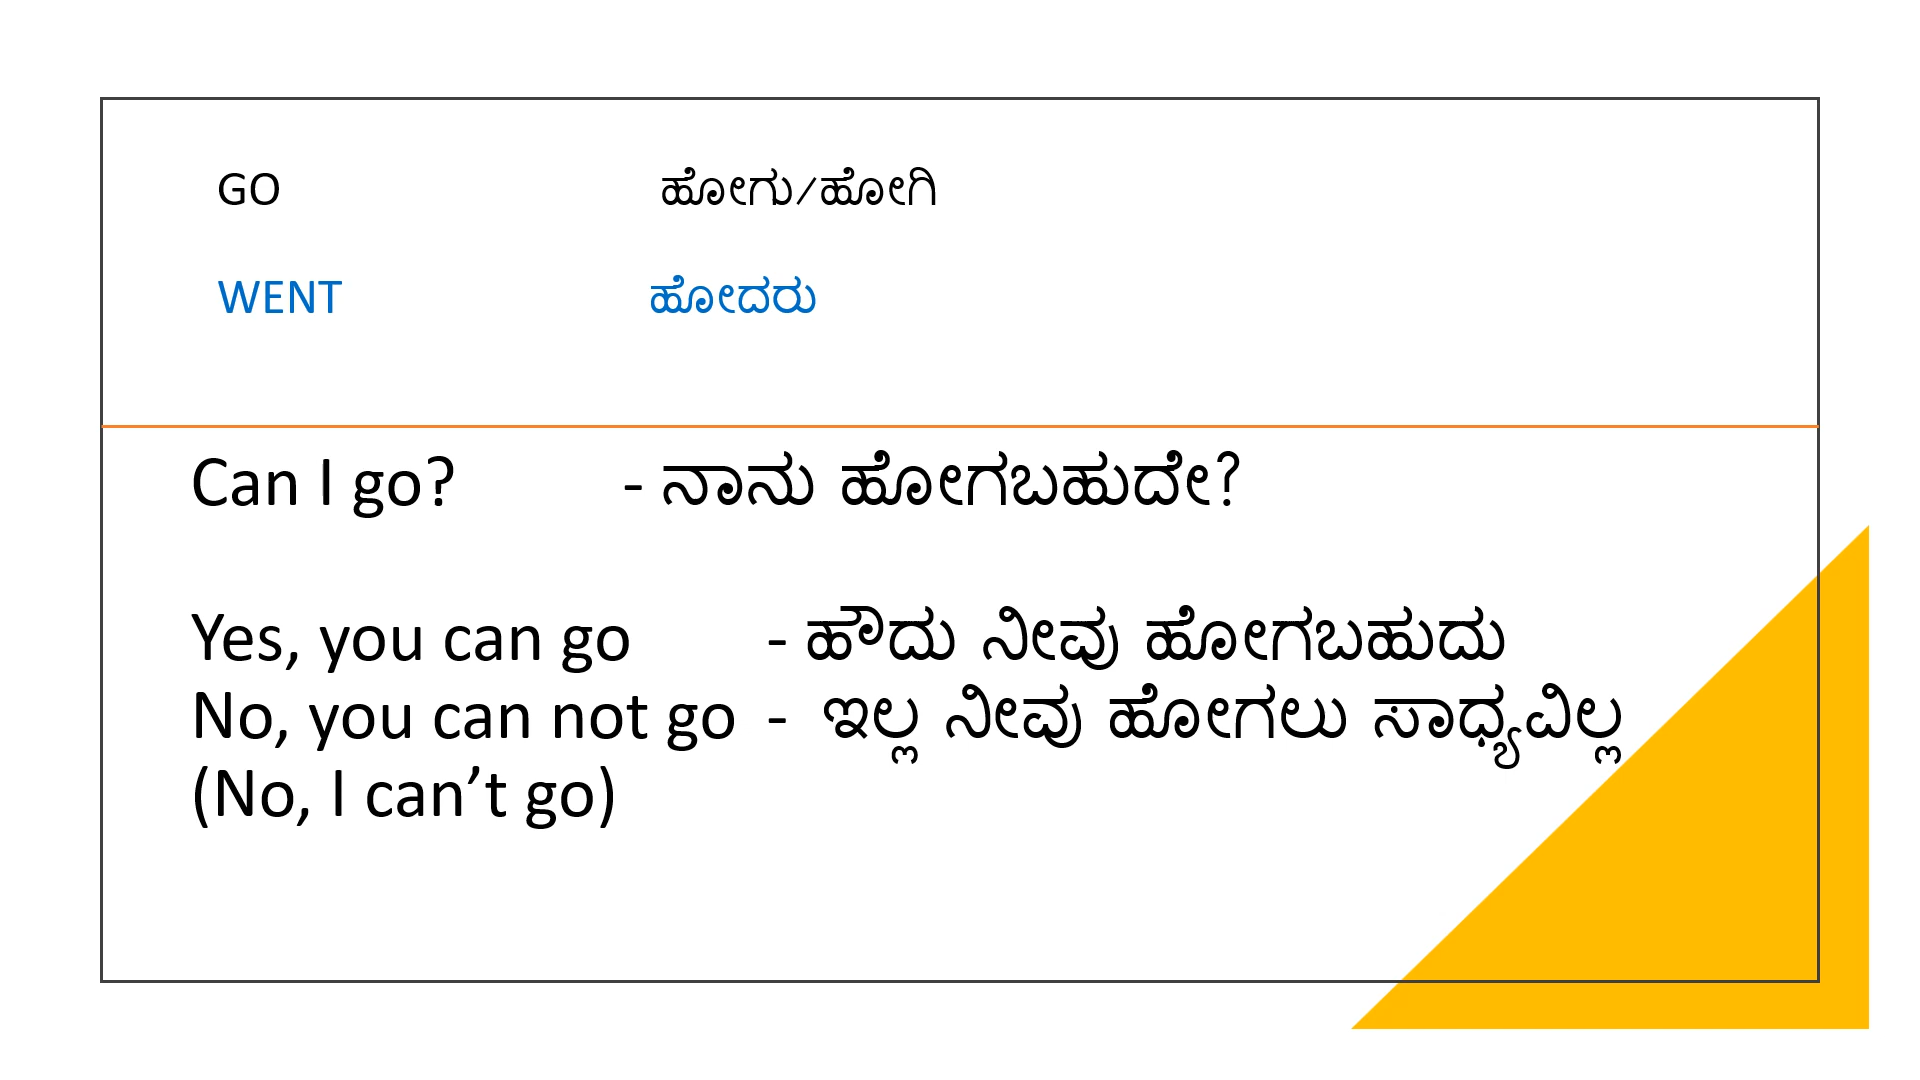 GO ಹೋಗು/ಹೋಗಿ
WENT ಹೋದರು
Can I go? - ನಾನು ಹೋಗಬಹುದೇ?
Yes, you can go - ಹೌದು ನೀವು ಹೋಗಬಹುದು
No, you can not go - ಇಲ್ಲ ನೀವು ಹೋಗಲು ಸಾಧ್ಯವಿಲ್ಲ
(No, I can’t go)